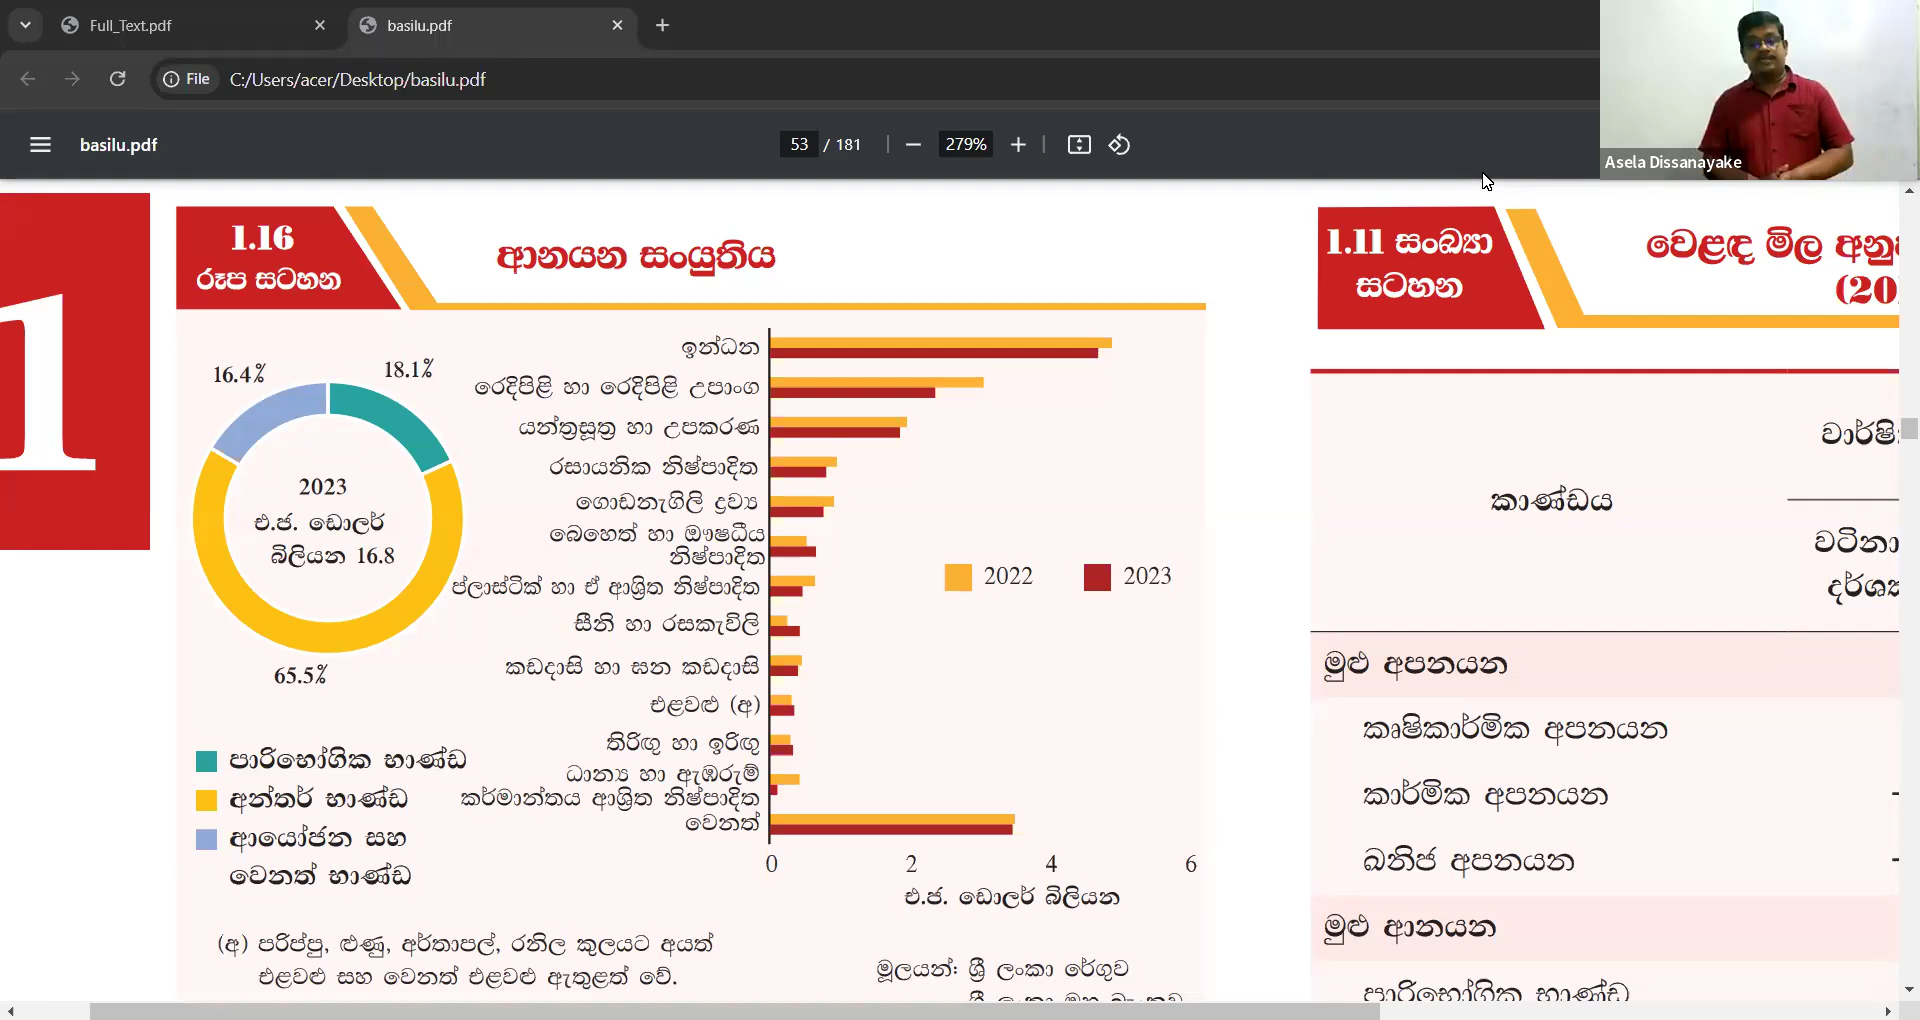 Full_Text.pdf
basilu.pdf
File
C:/Users/acer/Desktop/basilu.pdf
basilu.pdf
53 / 181
279%
Asela Dissanayake
1
1.16
රූප සටහන
ආනයන සංයුතිය
16.4%
18.1%
2023
එ.ජ. ඩොලර්
බිලියන 16.8
65.5%
පාරිභෝගික භාණ්ඩ
අන්තර් භාණ්ඩ
ආයෝජන සහ
වෙනත් භාණ්ඩ
ඉන්ධන
රෙදිපිළි හා රෙදිපිළි උපාංග
යන්ත්‍රසූත්‍ර හා උපකරණ
රසායනික නිෂ්පාදිත
ගොඩනැගිලි ද්‍රව්‍ය
බෙහෙත් හා ඖෂධීය
නිෂ්පාදිත
ප්ලාස්ටික් හා ඒ ආශ්‍රිත නිෂ්පාදිත
සීනි හා රසකැවිලි
කඩදාසි හා ඝන කඩදාසි
එළවළු (අ)
තිරිඟු හා ඉරිඟු
ධාන්‍ය හා ඇඹරුම්
කර්මාන්තය ආශ්‍රිත නිෂ්පාදිත
වෙනත්
2022
2023
0 2 4 6
එ.ජ. ඩොලර් බිලියන
(අ) පරිප්පු, ළූණු, අර්තාපල්, රනිල කුලයට අයත්
එළවළු සහ වෙනත් එළවළු ඇතුළත් වේ.
මූලයන්: ශ්‍රී ලංකා රේගුව
1.11 සංඛ්‍යා
සටහන
වෙළඳ මිල
(20
කාණ්ඩය
මුළු අපනයන
කෘෂිකාර්මික අපනයන
කාර්මික අපනයන
ඛනිජ අපනයන
මුළු ආනයන
පාරිභෝගික භාණ්ඩ